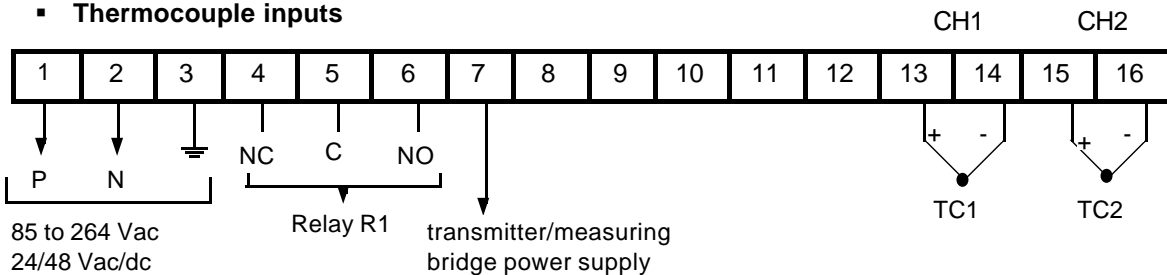 ▪ Thermocouple inputs
CH1 CH2
1 2 3 4 5 6 7 8 9 10 11 12 13 14 15 16
+ - + -
P N NC C NO
TC1 TC2
Relay R1
85 to 264 Vac
24/48 Vac/dc
transmitter/measuring
bridge power supply